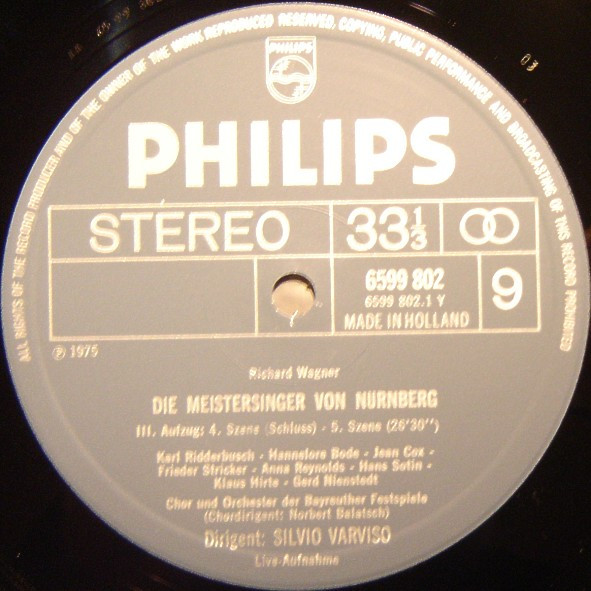 ALL RIGHTS OF THE RECORD PRODUCER AND OF THE OWNER OF THE WORK REPRODUCED RESERVED, COPYING, PUBLIC PERFORMANCE AND BROADCASTING OF THIS RECORD PROHIBITED
03
PHILIPS
PHILIPS
STEREO
33 1/3
6599 802
6599 802.1 Y
MADE IN HOLLAND
9
℗ 1975
Richard Wagner
DIE MEISTERSINGER VON NÜRNBERG
III. Aufzug: 4. Szene (Schluss) - 5. Szene (26'30'')
Karl Ridderbusch - Hannelore Bode - Jean Cox -
Frieder Stricker - Anna Reynolds - Hans Sotin -
Klaus Hirte - Gerd Nienstedt
Chor und Orchester der Bayreuther Festspiele
(Chordirigent: Norbert Balatsch)
Dirigent: SILVIO VARVISO
Live-Aufnahme